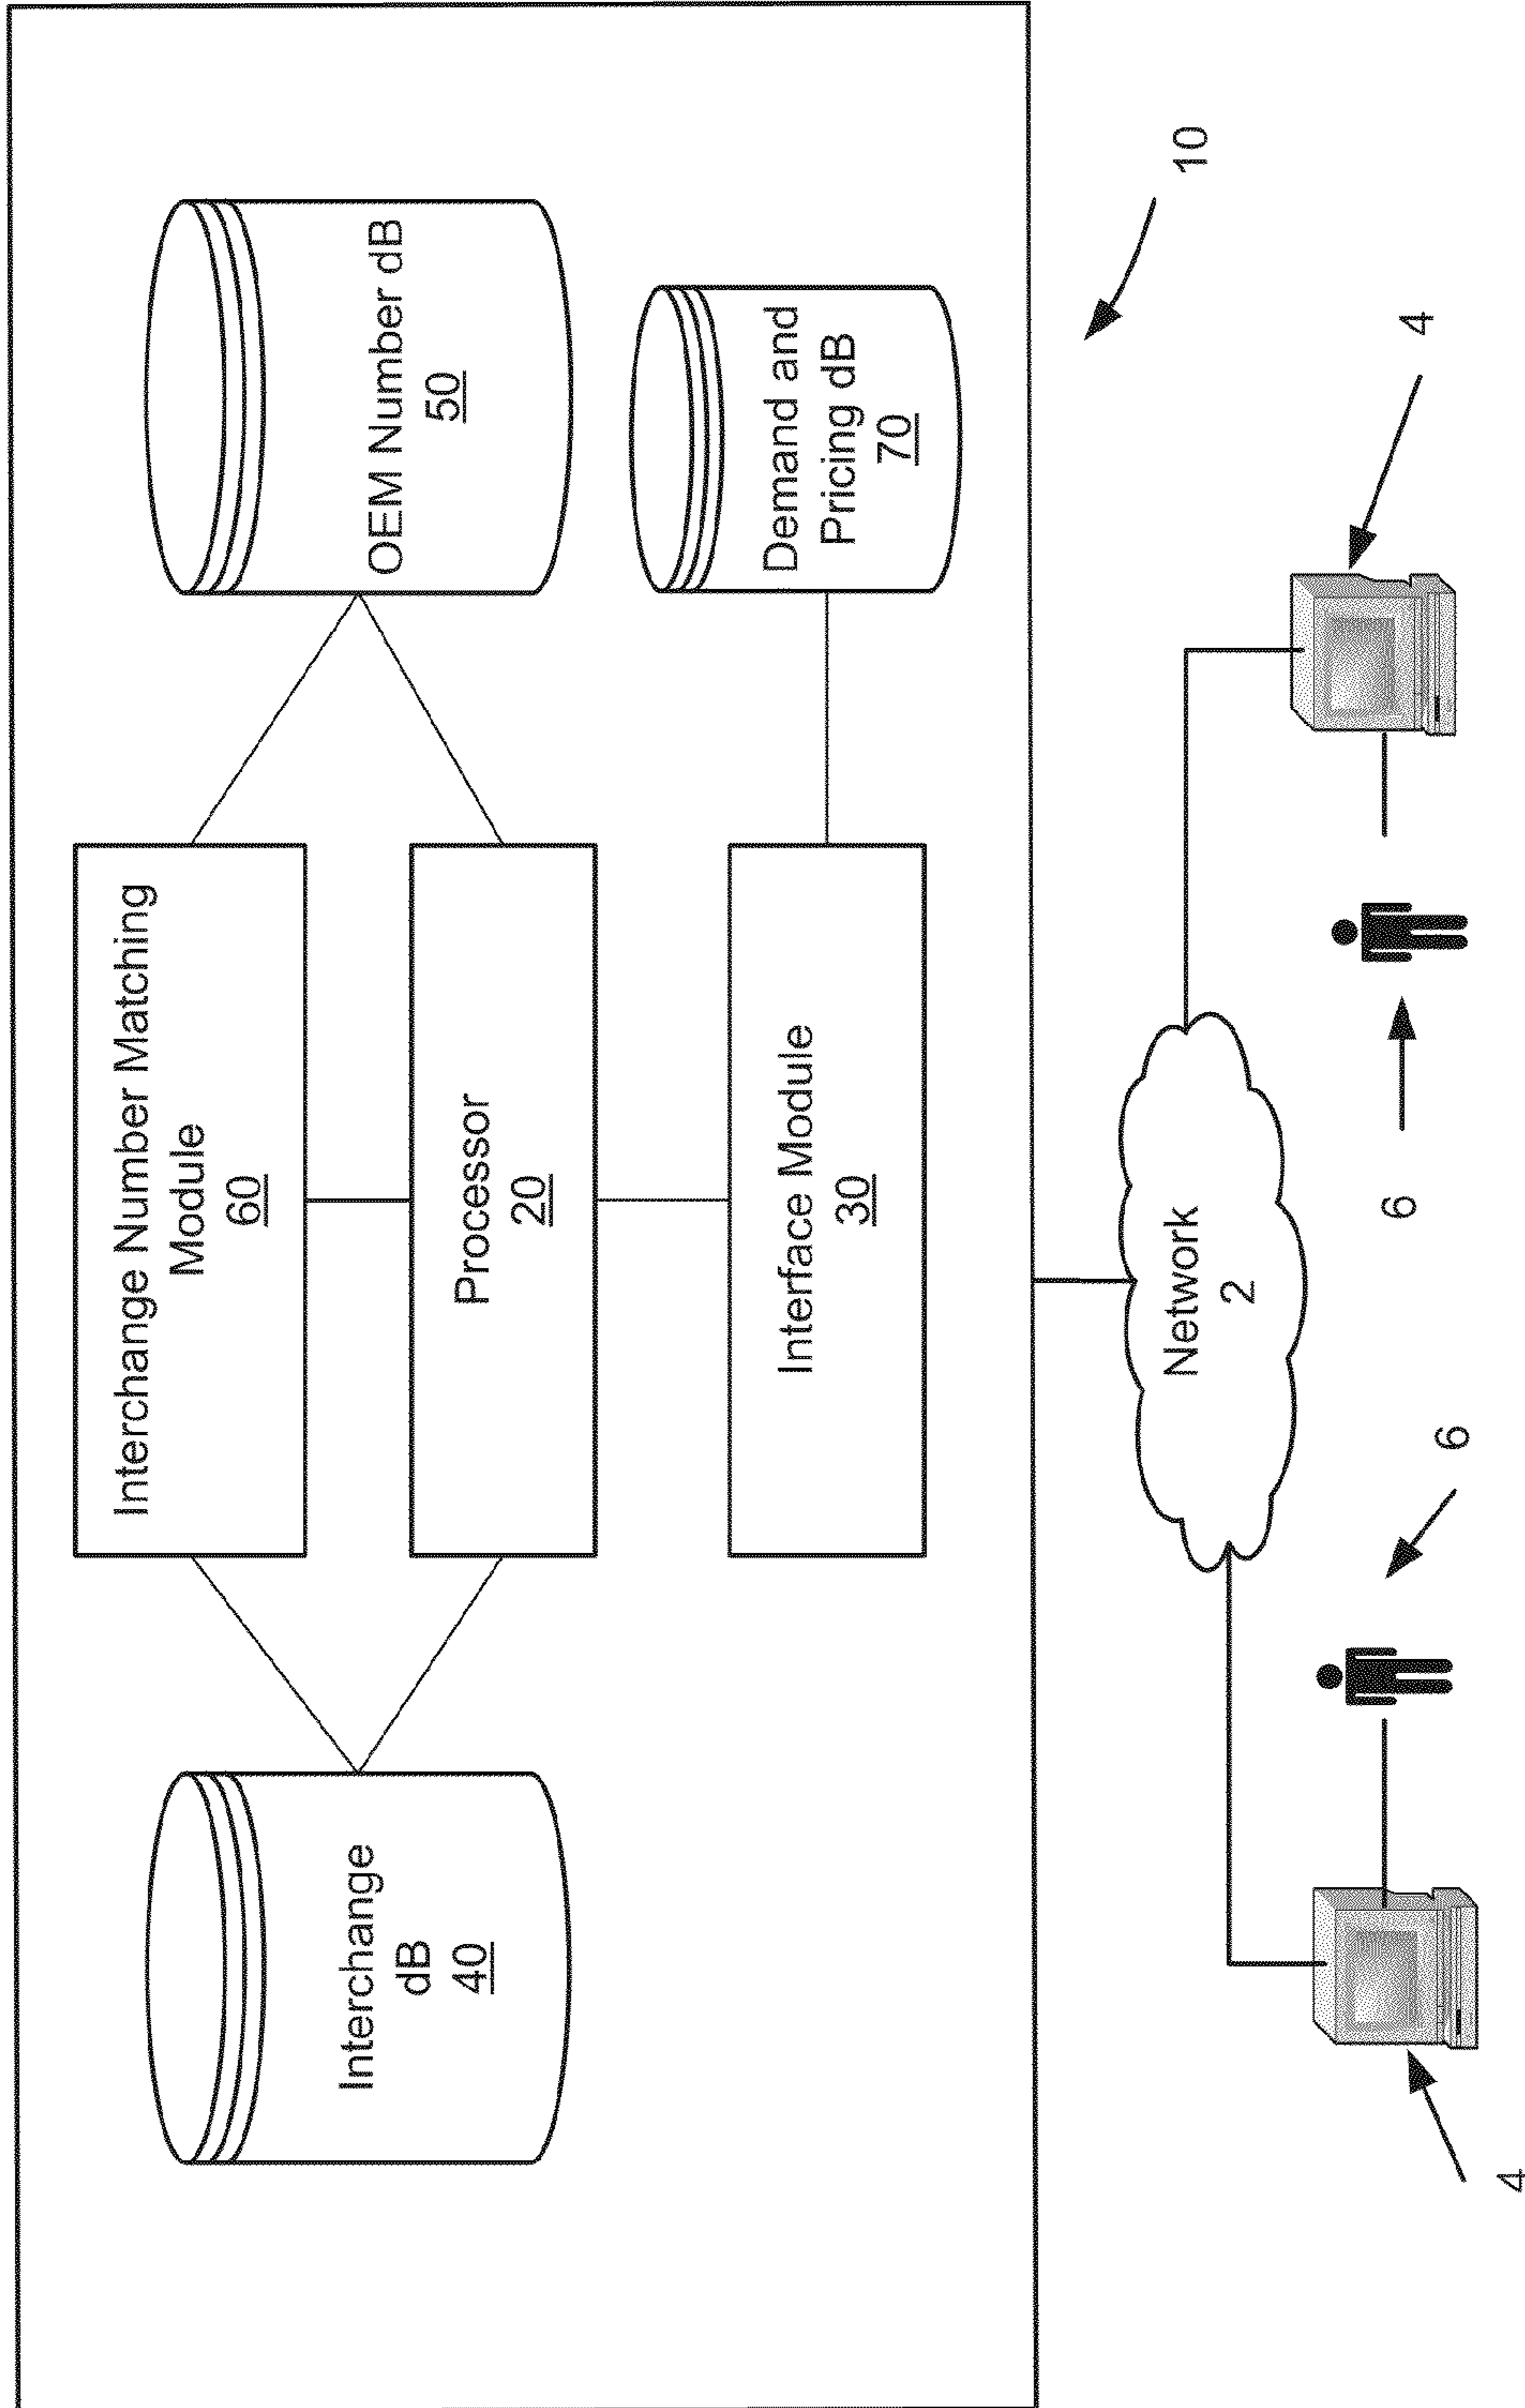 Interchange Number Matching
Module
60
Interchange
dB
40
OEM Number dB
50
Processor
20
Demand and
Pricing dB
70
Interface Module
30
10
Network
2
4
6
6
4